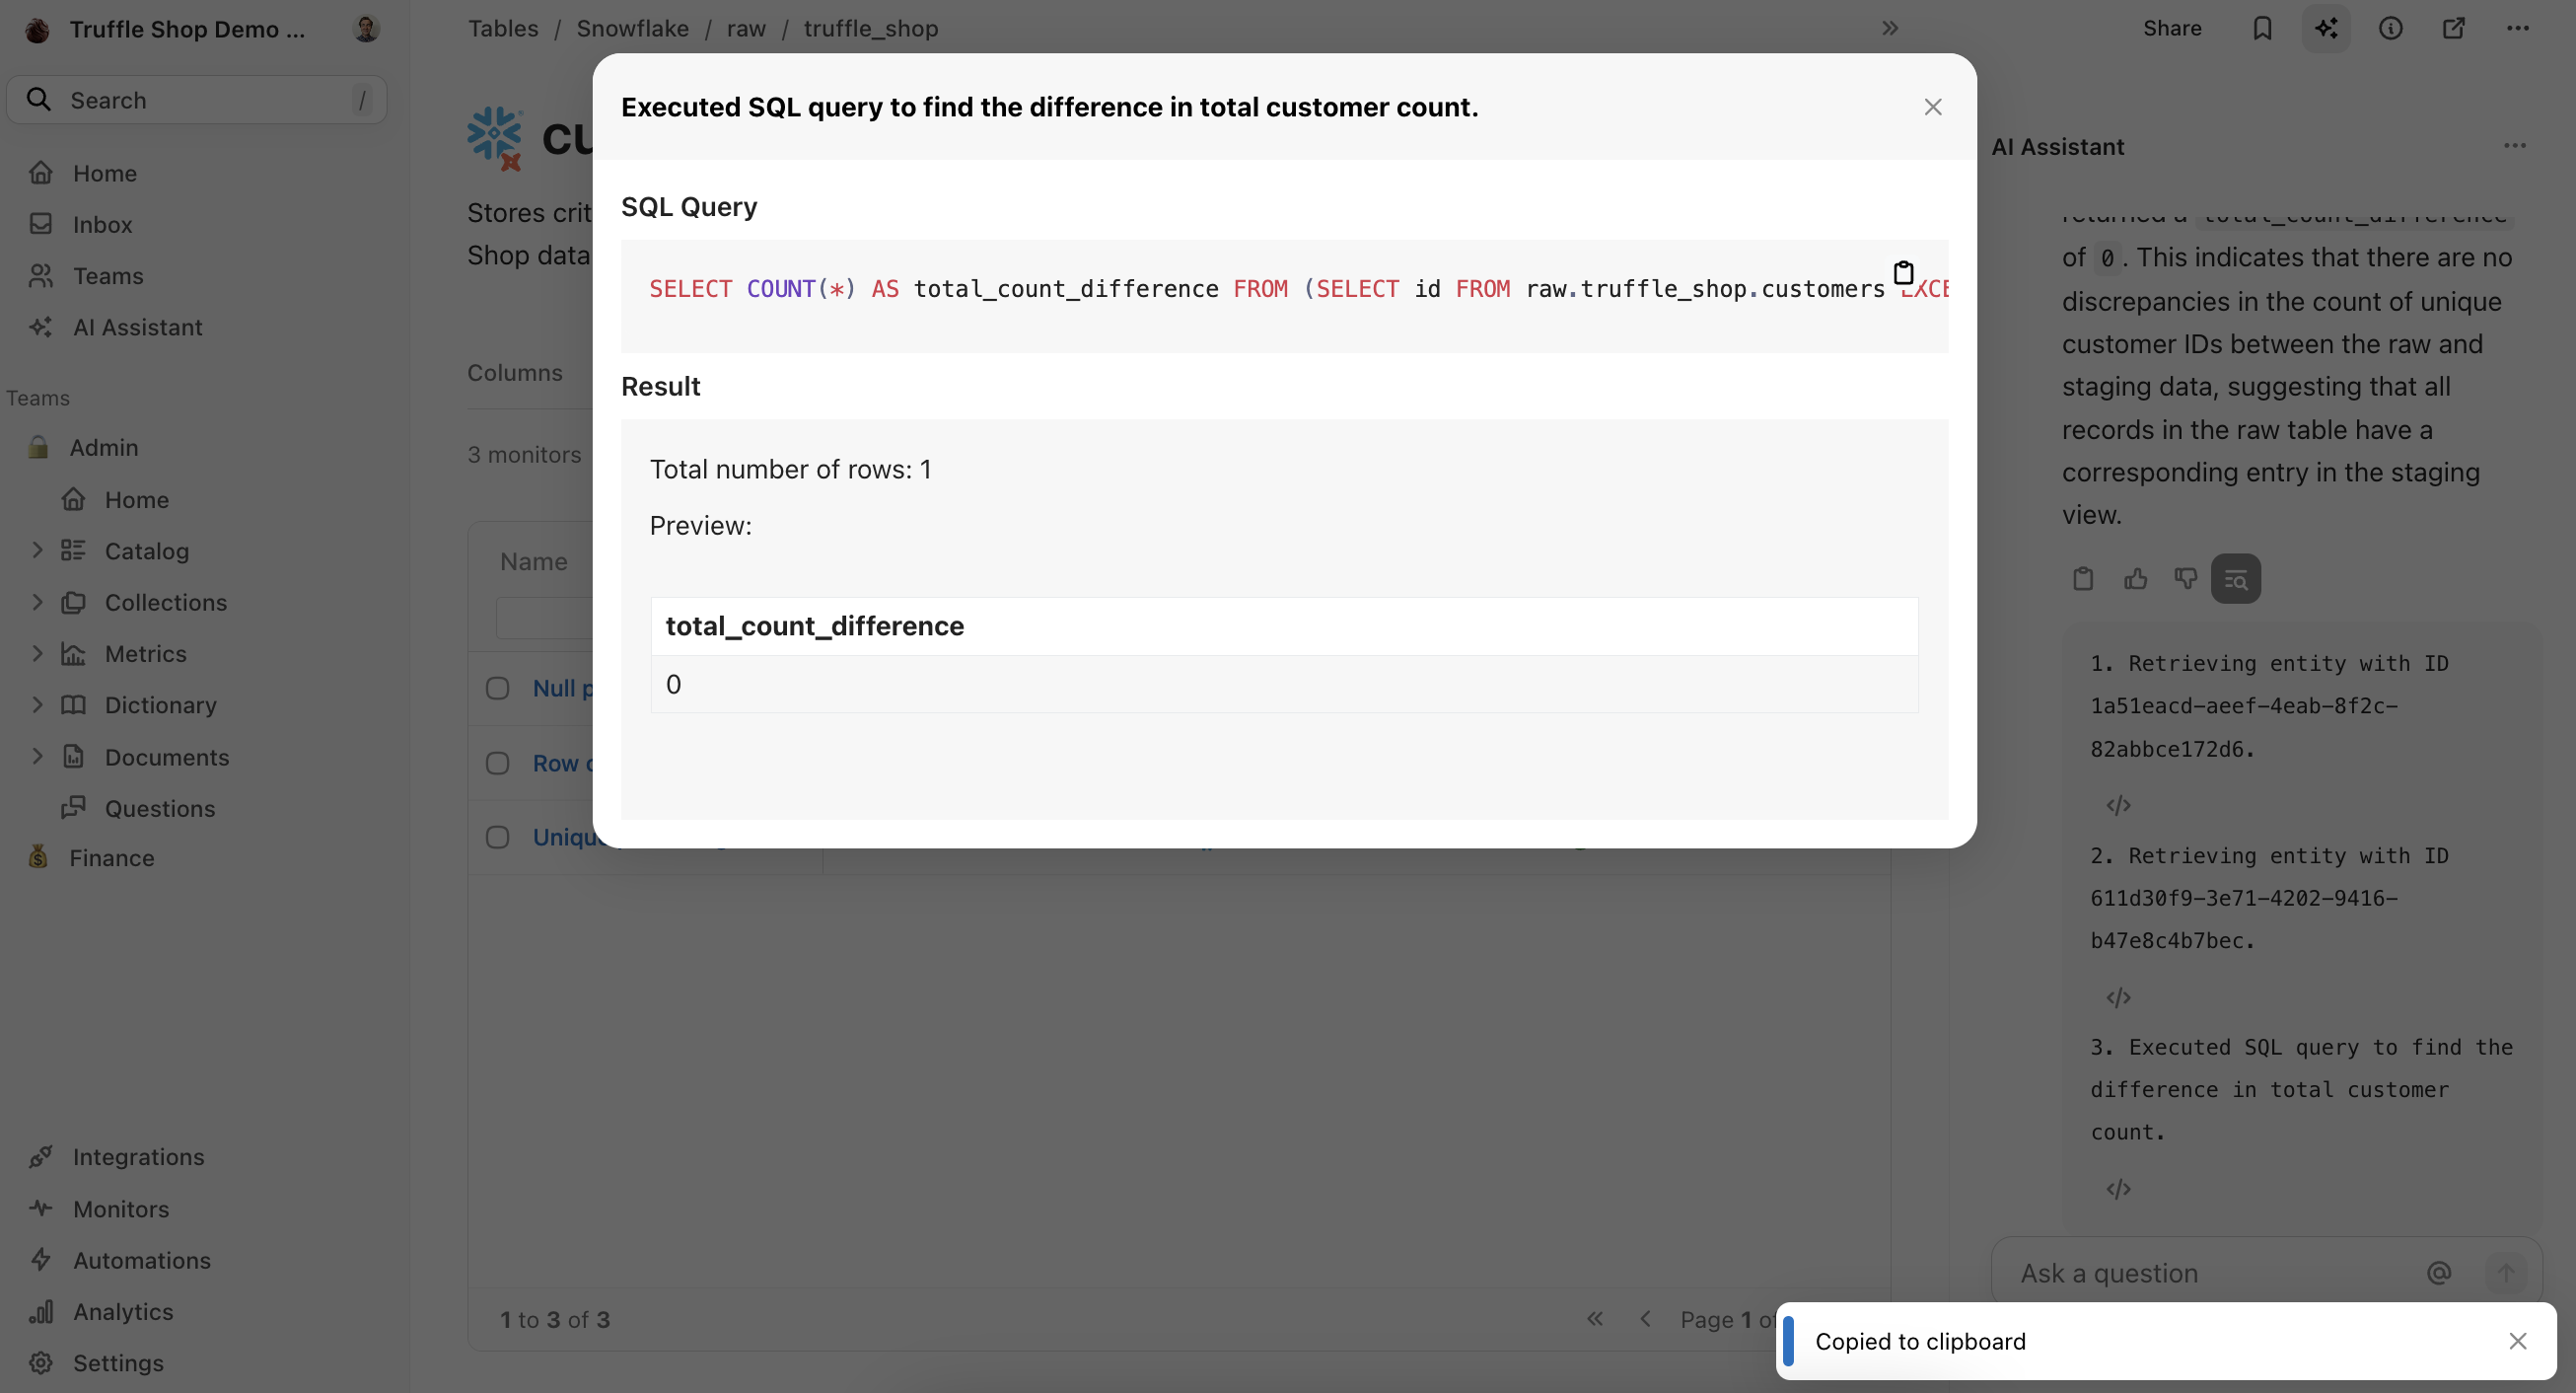 Truffle Shop Demo ...
Search
/
Home
Inbox
Teams
AI Assistant
Teams
Admin
Home
Catalog
Collections
Metrics
Dictionary
Documents
Questions
Finance
Integrations
Monitors
Automations
Analytics
Settings
Tables / Snowflake / raw / truffle_shop
Share
cu
Stores crit
Shop data
Columns
3 monitors
Name
Null p
Row
Uniqu
1 to 3 of 3
Page 1 o
Executed SQL query to find the difference in total customer count.
SQL Query
SELECT COUNT(*) AS total_count_difference FROM (SELECT id FROM raw.truffle_shop.customers EXCE
Result
Total number of rows: 1
Preview:
total_count_difference
0
AI Assistant
returned a total_count_difference
of 0. This indicates that there are no
discrepancies in the count of unique
customer IDs between the raw and
staging data, suggesting that all
records in the raw table have a
corresponding entry in the staging
view.
1. Retrieving entity with ID
1a51eacd-aeef-4eab-8f2c-
82abbce172d6.
</>
2. Retrieving entity with ID
611d30f9-3e71-4202-9416-
b47e8c4b7bec.
</>
3. Executed SQL query to find the
difference in total customer
count.
</>
Ask a question
@
Copied to clipboard